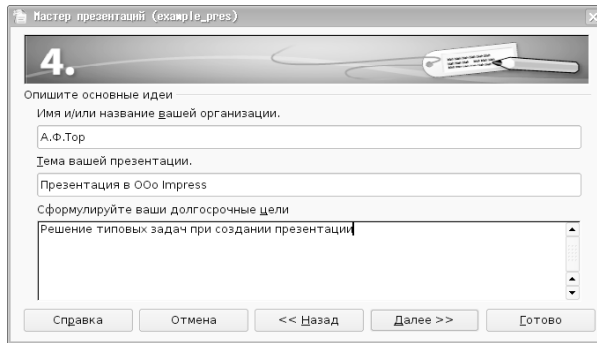 Мастер презентаций (example_pres)
4.
Опишите основные идеи
Имя и/или название вашей организации.
А.Ф.Тор
Тема вашей презентации.
Презентация в OOo Impress
Сформулируйте ваши долгосрочные цели
Решение типовых задач при создании презентации
Справка Отмена << Назад Далее >> Готово